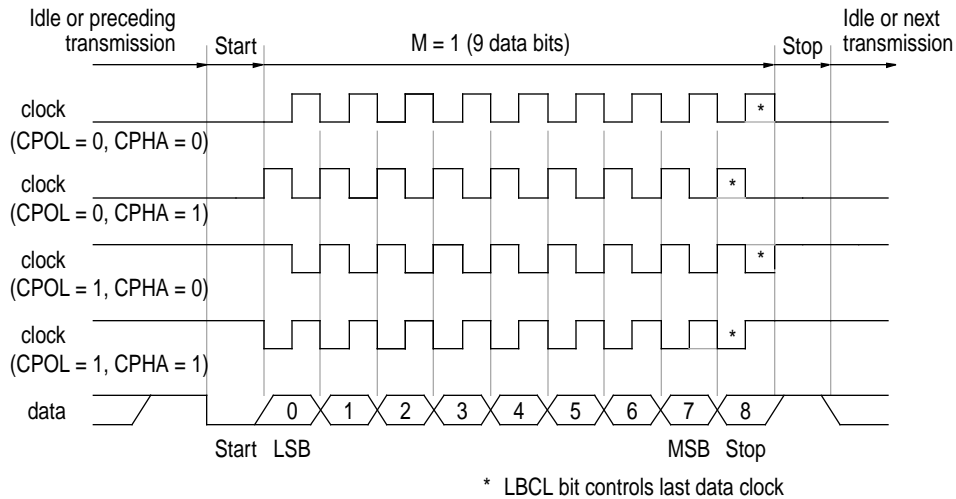 Idle or preceding
transmission
Start
M = 1 (9 data bits)
Stop
Idle or next
transmission
clock
(CPOL = 0, CPHA = 0)
*
clock
(CPOL = 0, CPHA = 1)
*
clock
(CPOL = 1, CPHA = 0)
*
clock
(CPOL = 1, CPHA = 1)
*
data
0 1 2 3 4 5 6 7 8
Start LSB MSB Stop
* LBCL bit controls last data clock